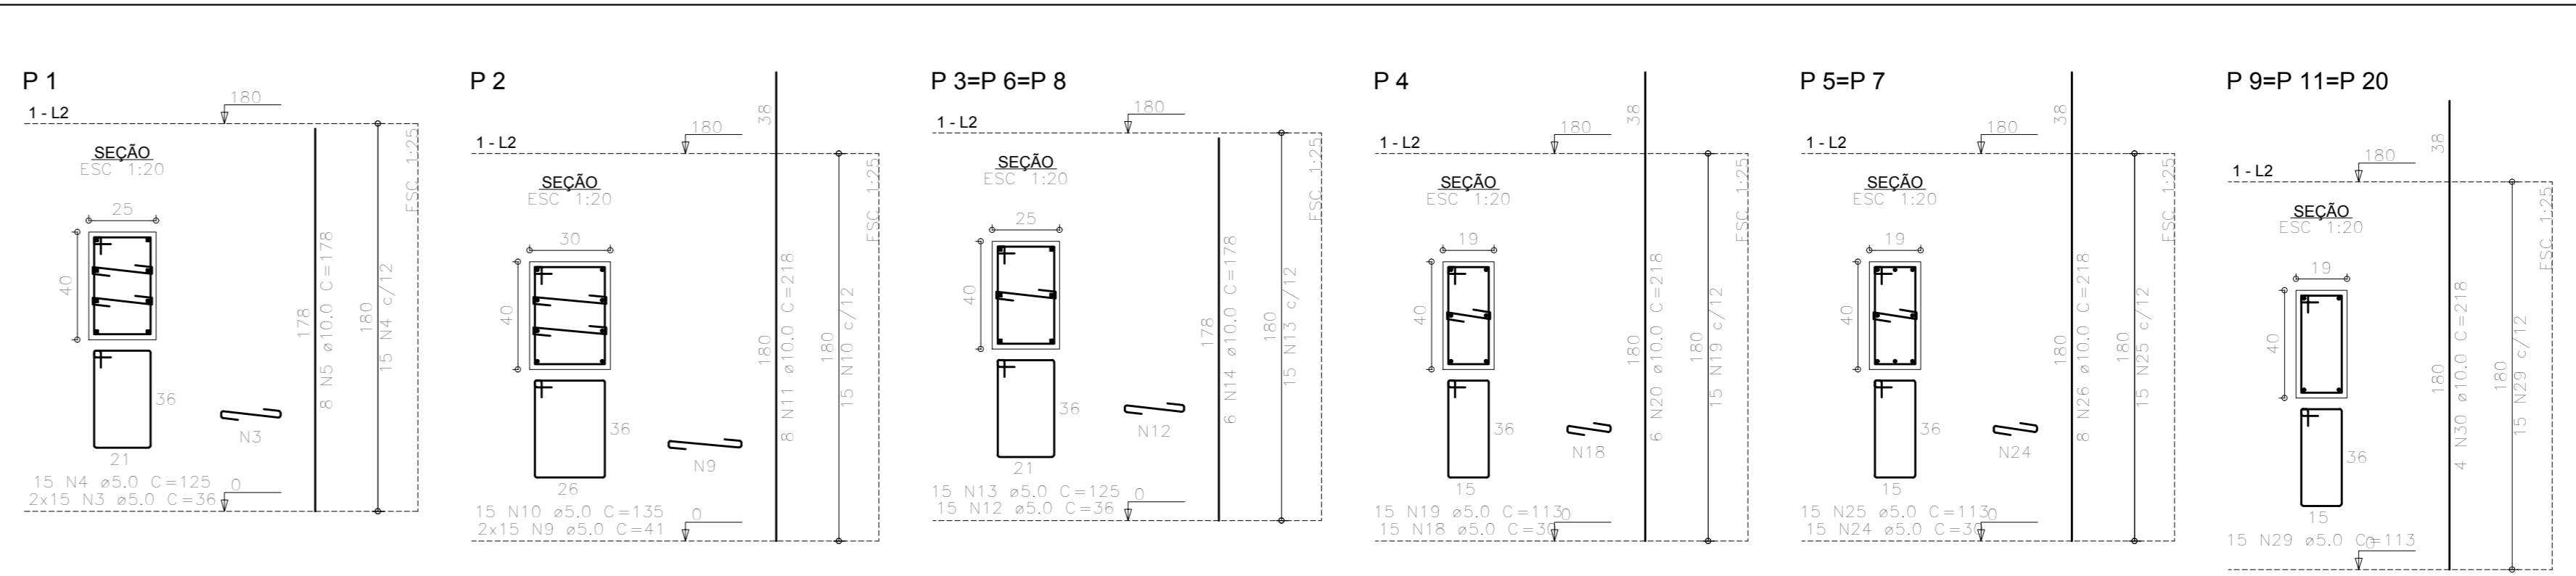 P 1
1 - L2
180
SEÇÃO
ESC 1:20
25
40
36
21
N3
15 N4 ø5.0 C=125
2x15 N3 ø5.0 C=36
0
178
8 N5 ø10.0 C=178
180
15 N4 c/12
ESC 1:25
P 2
1 - L2
180
38
SEÇÃO
ESC 1:20
30
40
36
26
N9
15 N10 ø5.0 C=135
2x15 N9 ø5.0 C=41
0
180
8 N11 ø10.0 C=218
180
15 N10 c/12
ESC 1:25
P 3=P 6=P 8
1 - L2
180
SEÇÃO
ESC 1:20
25
40
36
21
N12
15 N13 ø5.0 C=125
15 N12 ø5.0 C=36
0
178
6 N14 ø10.0 C=178
180
15 N13 c/12
ESC 1:25
P 4
1 - L2
180
38
SEÇÃO
ESC 1:20
19
40
36
15
N18
15 N19 ø5.0 C=113
15 N18 ø5.0 C=30
0
180
6 N20 ø10.0 C=218
180
15 N19 c/12
ESC 1:25
P 5=P 7
1 - L2
180
38
SEÇÃO
ESC 1:20
19
40
36
15
N24
15 N25 ø5.0 C=113
15 N24 ø5.0 C=30
0
180
8 N26 ø10.0 C=218
180
15 N25 c/12
ESC 1:25
P 9=P 11=P 20
1 - L2
180
38
SEÇÃO
ESC 1:20
19
40
36
15
15 N29 ø5.0 C=113
0
180
4 N30 ø10.0 C=218
180
15 N29 c/12
ESC 1:25